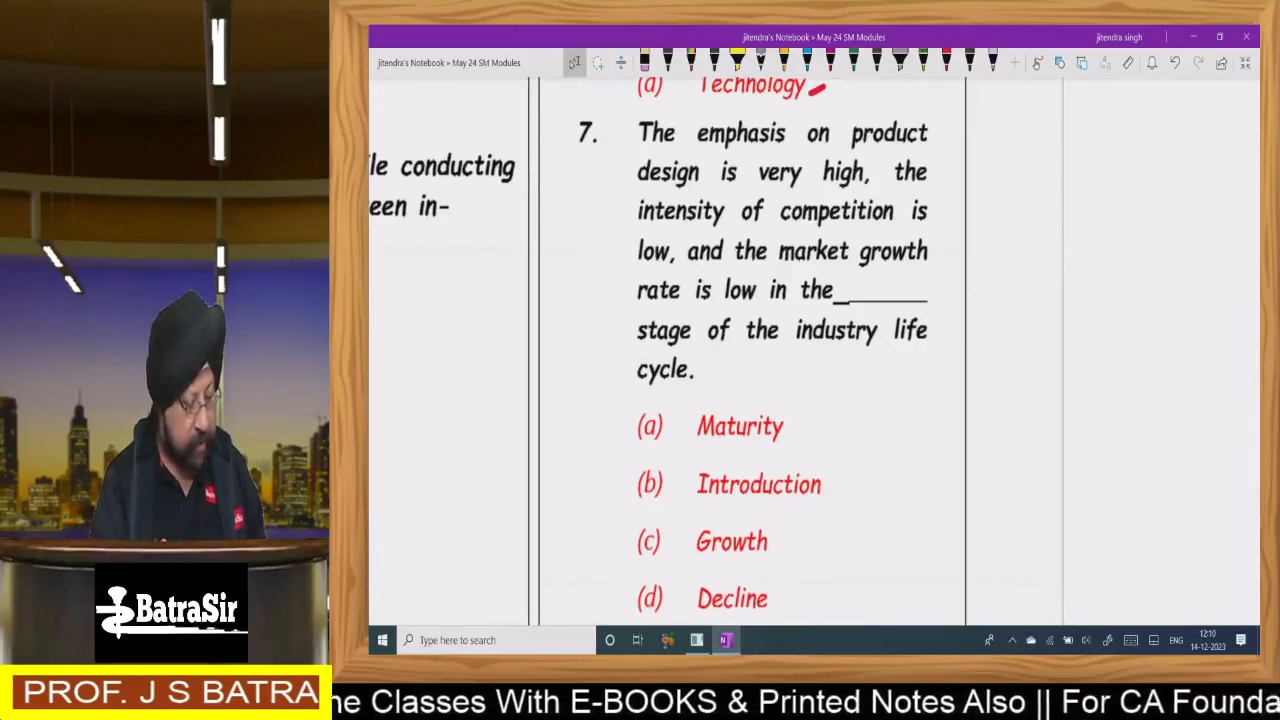 jitendra's Notebook » May 24 SM Modules
jitendra singh
jitendra's Notebook » May 24 SM Modules
(a) Technology
ile conducting
een in-
7. The emphasis on product
design is very high, the
intensity of competition is
low, and the market growth
rate is low in the_______
stage of the industry life
cycle.
(a) Maturity
(b) Introduction
(c) Growth
(d) Decline
BatraSir
Type here to search
ENG
12:10
14-12-2023
PROF. J S BATRA
ne Classes With E-BOOKS & Printed Notes Also || For CA Founda